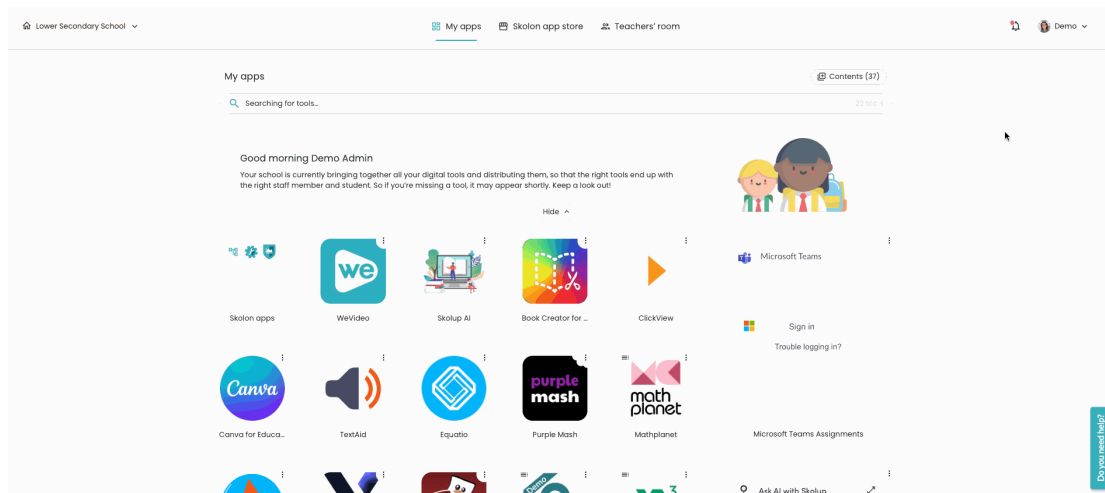 Lower Secondary School
My apps
Skolon app store
Teachers' room
Demo
My apps
Contents (37)
Searching for tools…
Good morning Demo Admin
Your school is currently bringing together all your digital tools and distributing them, so that the right tools end up with
the right staff member and student. So if you're missing a tool, it may appear shortly. Keep a look out!
Hide
we
Skolon apps
WeVideo
Skolup AI
Book Creator for …
ClickView
Microsoft Teams
Sign in
Trouble logging in?
Canva
purple
mash
math
planet
Canva for Educa…
TextAid
Equatio
Purple Mash
Mathplanet
Microsoft Teams Assignments
Demo
3
Ask AI with Skolup
Do you need help?